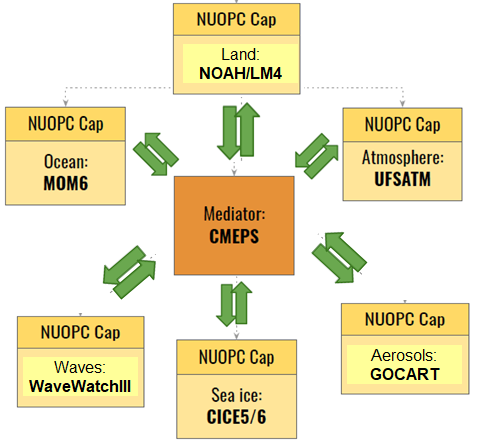 NUOPC Cap
Land:
NOAH/LM4
NUOPC Cap
Ocean:
MOM6
NUOPC Cap
Atmosphere:
UFSATM
Mediator:
CMEPS
NUOPC Cap
Waves:
WaveWatchIII
NUOPC Cap
Sea ice:
CICE5/6
NUOPC Cap
Aerosols:
GOCART